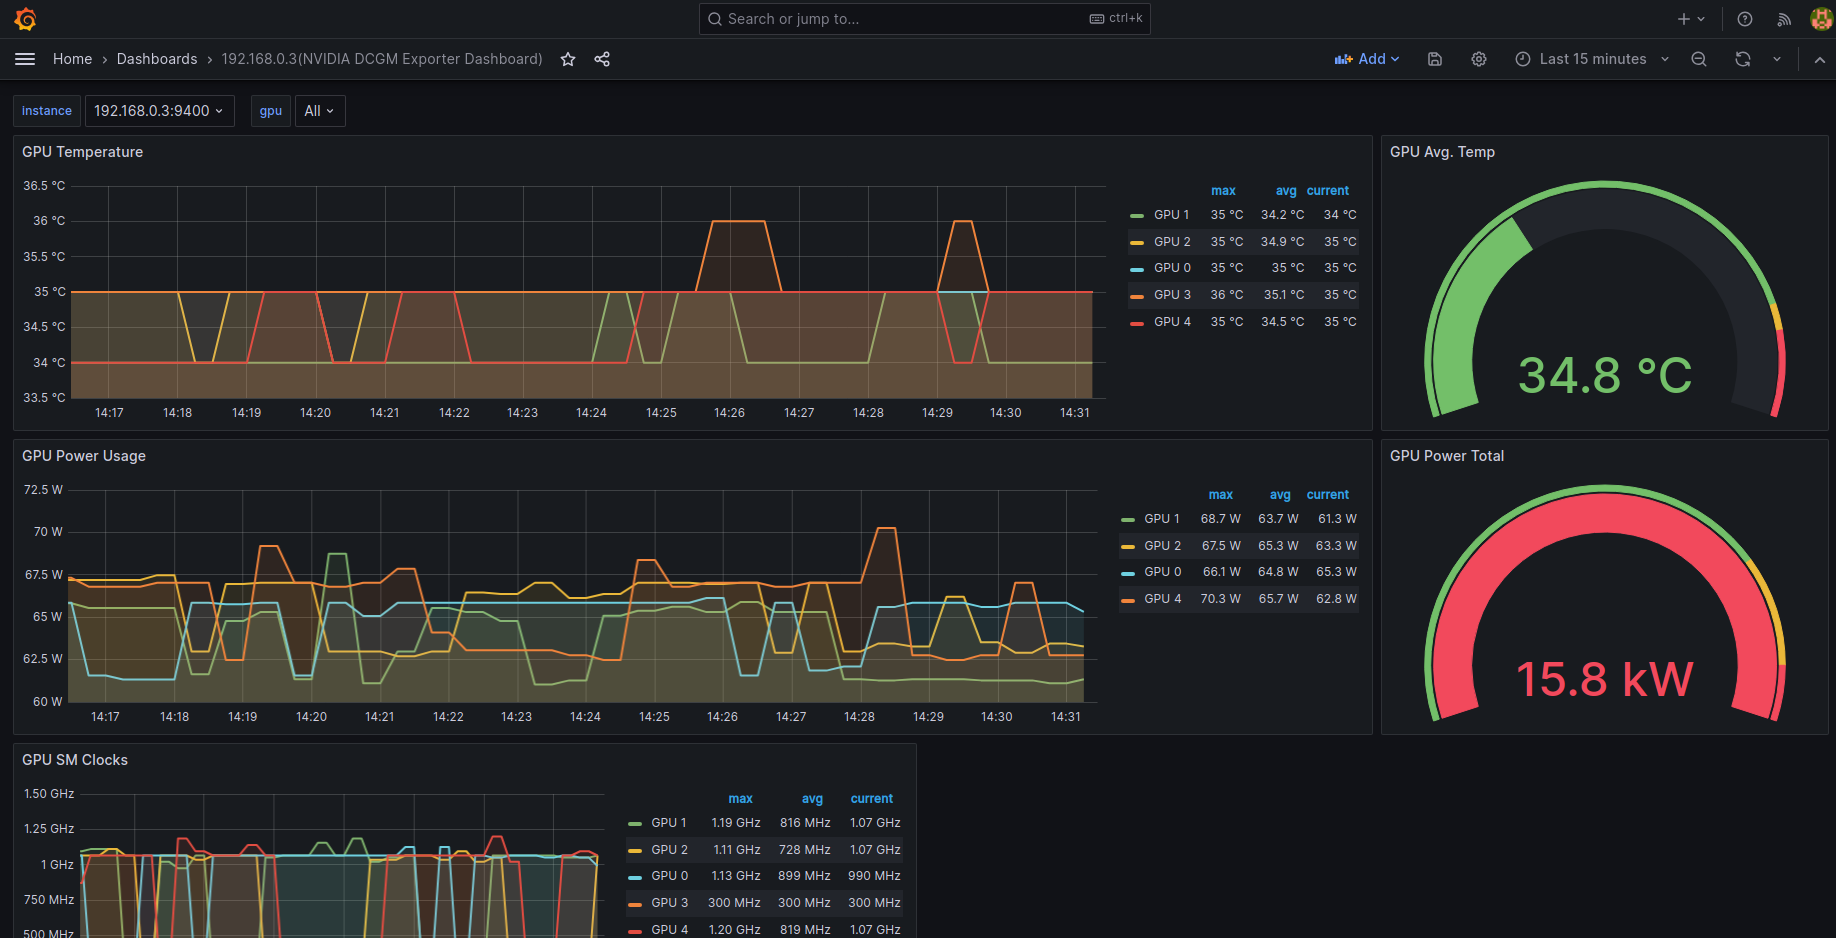 Search or jump to... ctrl+k
Home › Dashboards › 192.168.0.3(NVIDIA DCGM Exporter Dashboard) Add Last 15 minutes
instance 192.168.0.3:9400 gpu All
GPU Temperature
36.5 °C
36 °C
35.5 °C
35 °C
34.5 °C
34 °C
33.5 °C
14:17 14:18 14:19 14:20 14:21 14:22 14:23 14:24 14:25 14:26 14:27 14:28 14:29 14:30 14:31
max avg current
GPU 1 35 °C 34.2 °C 34 °C
GPU 2 35 °C 34.9 °C 35 °C
GPU 0 35 °C 35 °C 35 °C
GPU 3 36 °C 35.1 °C 35 °C
GPU 4 35 °C 34.5 °C 35 °C
GPU Avg. Temp
34.8 °C
GPU Power Usage
72.5 W
70 W
67.5 W
65 W
62.5 W
60 W
14:17 14:18 14:19 14:20 14:21 14:22 14:23 14:24 14:25 14:26 14:27 14:28 14:29 14:30 14:31
max avg current
GPU 1 68.7 W 63.7 W 61.3 W
GPU 2 67.5 W 65.3 W 63.3 W
GPU 0 66.1 W 64.8 W 65.3 W
GPU 4 70.3 W 65.7 W 62.8 W
GPU Power Total
15.8 kW
GPU SM Clocks
1.50 GHz
1.25 GHz
1 GHz
750 MHz
500 MHz
max avg current
GPU 1 1.19 GHz 816 MHz 1.07 GHz
GPU 2 1.11 GHz 728 MHz 1.07 GHz
GPU 0 1.13 GHz 899 MHz 990 MHz
GPU 3 300 MHz 300 MHz 300 MHz
GPU 4 1.20 GHz 819 MHz 1.07 GHz